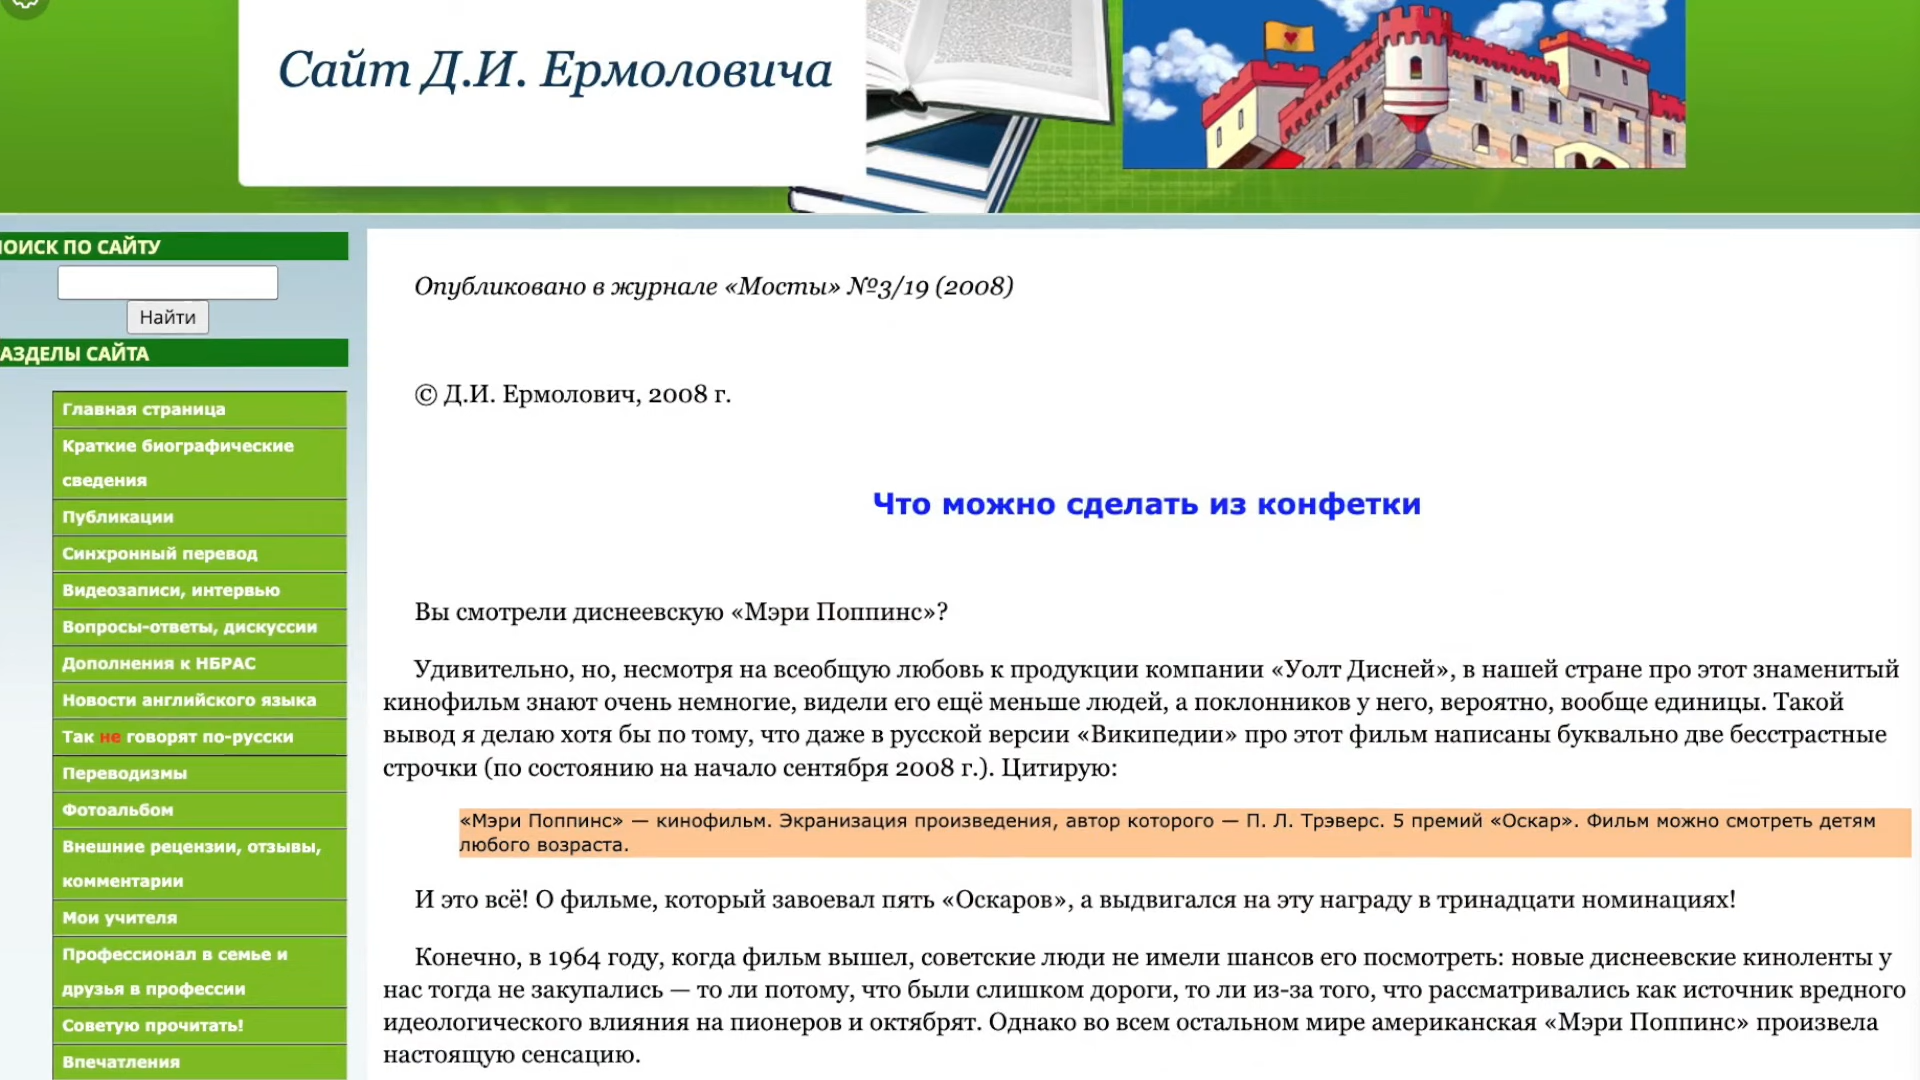 Сайт Д.И. Ермоловича
ПОИСК ПО САЙТУ
Найти
РАЗДЕЛЫ САЙТА
Главная страница
Краткие биографические
сведения
Публикации
Синхронный перевод
Видеозаписи, интервью
Вопросы-ответы, дискуссии
Дополнения к НБРАС
Новости английского языка
Так не говорят по-русски
Переводизмы
Фотоальбом
Внешние рецензии, отзывы,
комментарии
Мои учителя
Профессионал в семье и
друзья в профессии
Советую прочитать!
Впечатления
Опубликовано в журнале «Мосты» №3/19 (2008)
© Д.И. Ермолович, 2008 г.
Что можно сделать из конфетки
Вы смотрели диснеевскую «Мэри Поппинс»?
Удивительно, но, несмотря на всеобщую любовь к продукции компании «Уолт Дисней», в нашей стране про этот знаменитый
кинофильм знают очень немногие, видели его ещё меньше людей, а поклонников у него, вероятно, вообще единицы. Такой
вывод я делаю хотя бы по тому, что даже в русской версии «Википедии» про этот фильм написаны буквально две бесстрастные
строчки (по состоянию на начало сентября 2008 г.). Цитирую:
«Мэри Поппинс» — кинофильм. Экранизация произведения, автор которого — П. Л. Трэверс. 5 премий «Оскар». Фильм можно смотреть детям
любого возраста.
И это всё! О фильме, который завоевал пять «Оскаров», а выдвигался на эту награду в тринадцати номинациях!
Конечно, в 1964 году, когда фильм вышел, советские люди не имели шансов его посмотреть: новые диснеевские киноленты у
нас тогда не закупались — то ли потому, что были слишком дороги, то ли из-за того, что рассматривались как источник вредного
идеологического влияния на пионеров и октябрят. Однако во всем остальном мире американская «Мэри Поппинс» произвела
настоящую сенсацию.